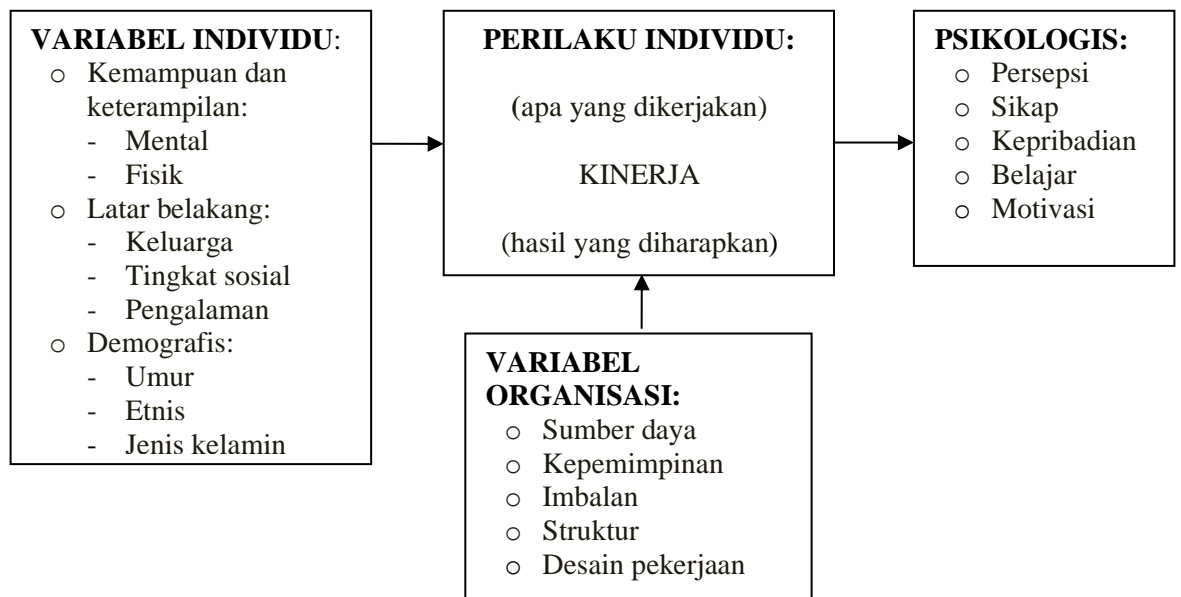 VARIABEL INDIVIDU:
o Kemampuan dan
keterampilan:
- Mental
- Fisik
o Latar belakang:
- Keluarga
- Tingkat sosial
- Pengalaman
o Demografis:
- Umur
- Etnis
- Jenis kelamin
PERILAKU INDIVIDU:
(apa yang dikerjakan)
KINERJA
(hasil yang diharapkan)
PSIKOLOGIS:
o Persepsi
o Sikap
o Kepribadian
o Belajar
o Motivasi
VARIABEL
ORGANISASI:
o Sumber daya
o Kepemimpinan
o Imbalan
o Struktur
o Desain pekerjaan